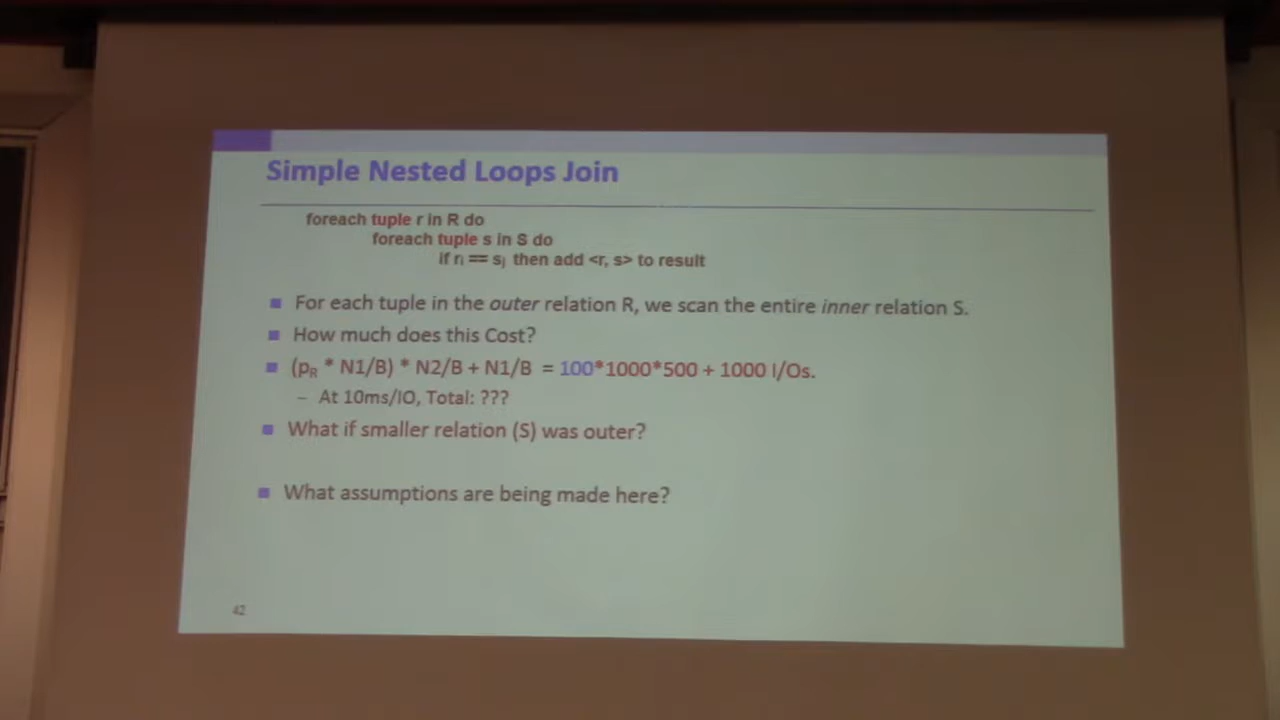 Simple Nested Loops Join
foreach tuple r in R do
foreach tuple s in S do
if ri == sj then add <r, s> to result
For each tuple in the outer relation R, we scan the entire inner relation S.
How much does this Cost?
(pR * N1/B) * N2/B + N1/B = 100*1000*500 + 1000 I/Os.
– At 10ms/IO, Total: ???
What if smaller relation (S) was outer?
What assumptions are being made here?
42